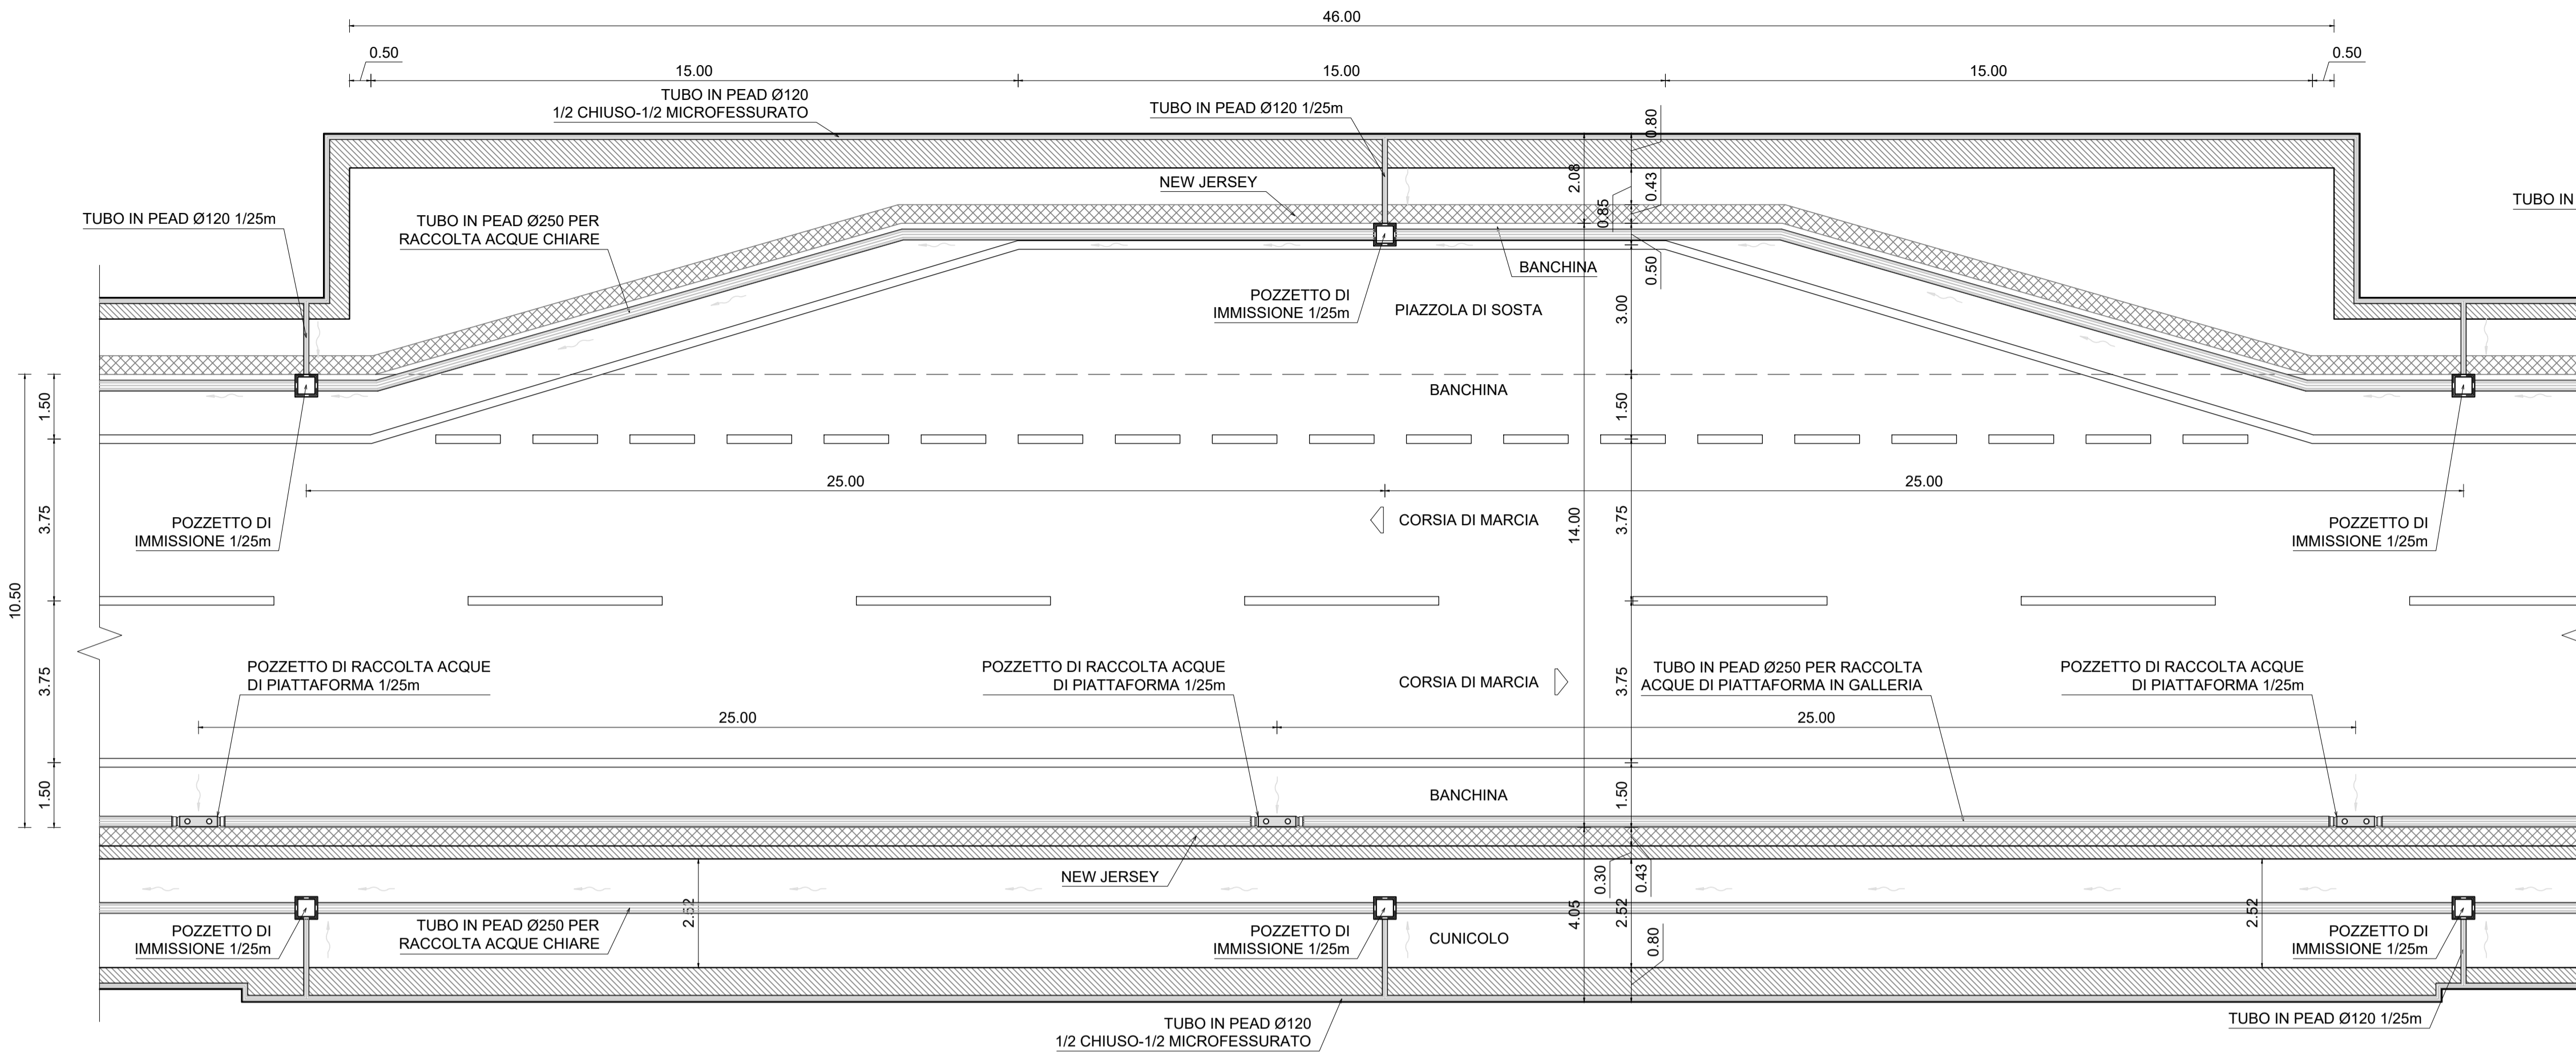 46.00
0.50
0.50
15.00
15.00
15.00
TUBO IN PEAD Ø120
1/2 CHIUSO-1/2 MICROFESSURATO
TUBO IN PEAD Ø120 1/25m
0.80
2.08
NEW JERSEY
0.43
0.85
TUBO IN
TUBO IN PEAD Ø120 1/25m
TUBO IN PEAD Ø250 PER
RACCOLTA ACQUE CHIARE
BANCHINA
0.50
POZZETTO DI
IMMISSIONE 1/25m
PIAZZOLA DI SOSTA
3.00
1.50
BANCHINA
1.50
25.00
25.00
3.75
POZZETTO DI
IMMISSIONE 1/25m
CORSIA DI MARCIA
14.00
3.75
POZZETTO DI
IMMISSIONE 1/25m
10.50
3.75
POZZETTO DI RACCOLTA ACQUE
DI PIATTAFORMA 1/25m
POZZETTO DI RACCOLTA ACQUE
DI PIATTAFORMA 1/25m
CORSIA DI MARCIA
3.75
TUBO IN PEAD Ø250 PER RACCOLTA
ACQUE DI PIATTAFORMA IN GALLERIA
POZZETTO DI RACCOLTA ACQUE
DI PIATTAFORMA 1/25m
25.00
25.00
1.50
BANCHINA
1.50
NEW JERSEY
0.30
0.43
2.52
4.05
2.52
2.52
POZZETTO DI
IMMISSIONE 1/25m
TUBO IN PEAD Ø250 PER
RACCOLTA ACQUE CHIARE
POZZETTO DI
IMMISSIONE 1/25m
CUNICOLO
0.80
POZZETTO DI
IMMISSIONE 1/25m
TUBO IN PEAD Ø120
1/2 CHIUSO-1/2 MICROFESSURATO
TUBO IN PEAD Ø120 1/25m